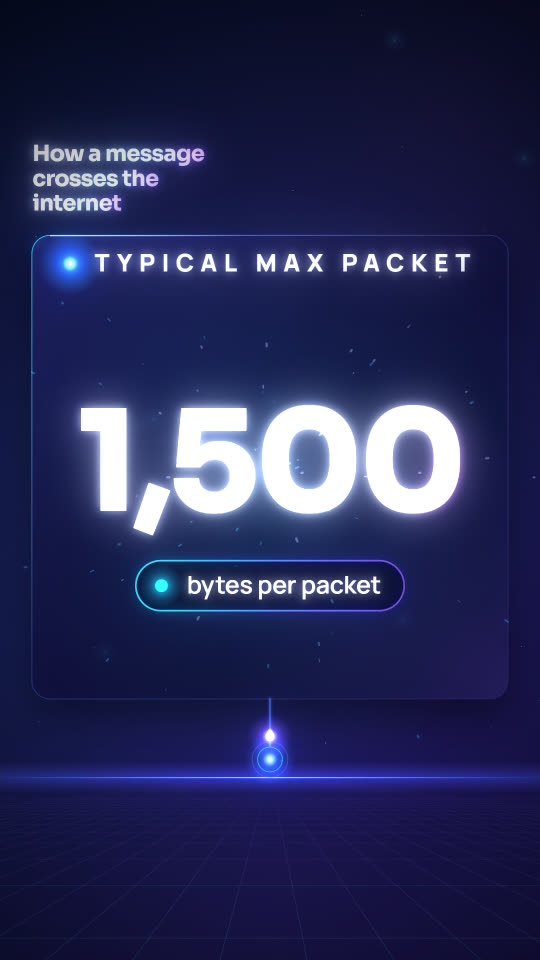 How a message
crosses the
internet
TYPICAL MAX PACKET
1,500
bytes per packet